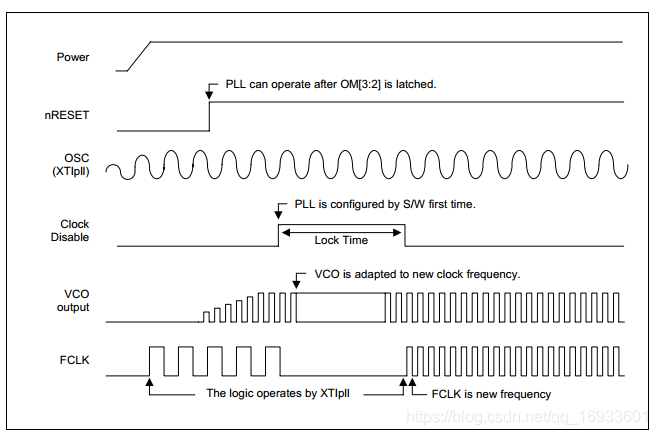 Power
PLL can operate after OM[3:2] is latched.
nRESET
OSC
(XTIpll)
PLL is configured by S/W first time.
Clock
Disable
Lock Time
VCO is adapted to new clock frequency.
VCO
output
FCLK
The logic operates by XTIpll
FCLK is new frequency
https://blog.csdn.net/qq_16933601